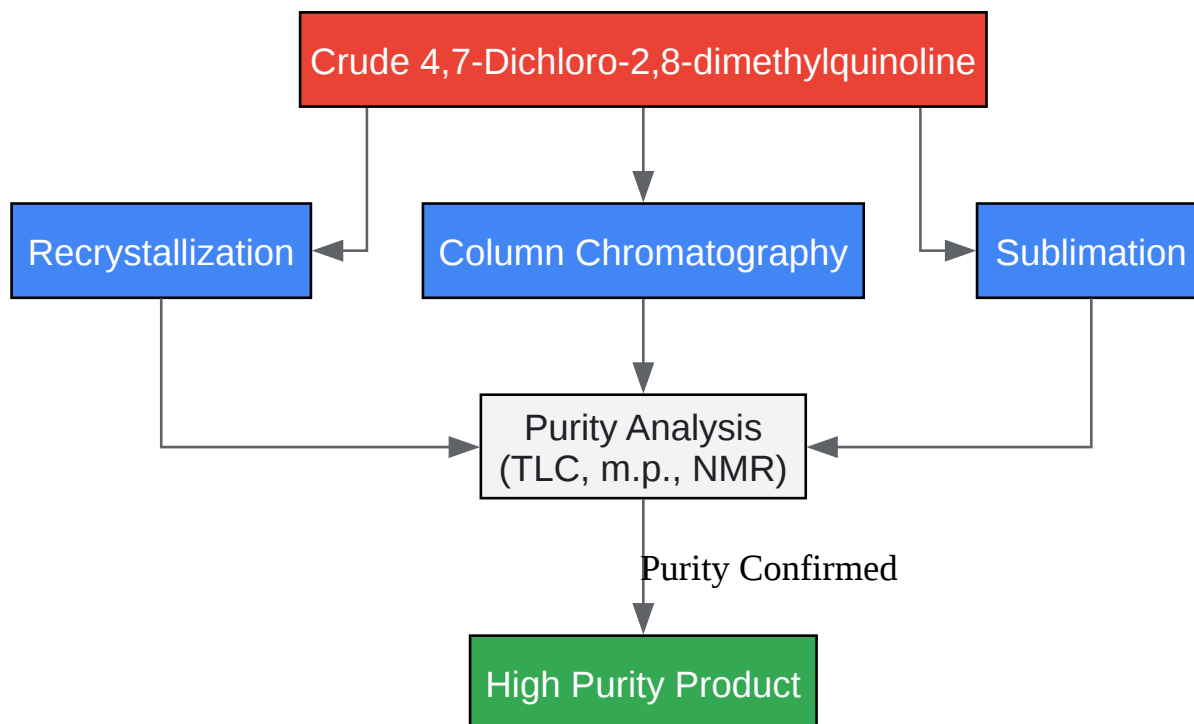 Crude 4,7-Dichloro-2,8-dimethylquinoline
Recrystallization
Column Chromatography
Sublimation
Purity Analysis
(TLC, m.p., NMR)
Purity Confirmed
High Purity Product